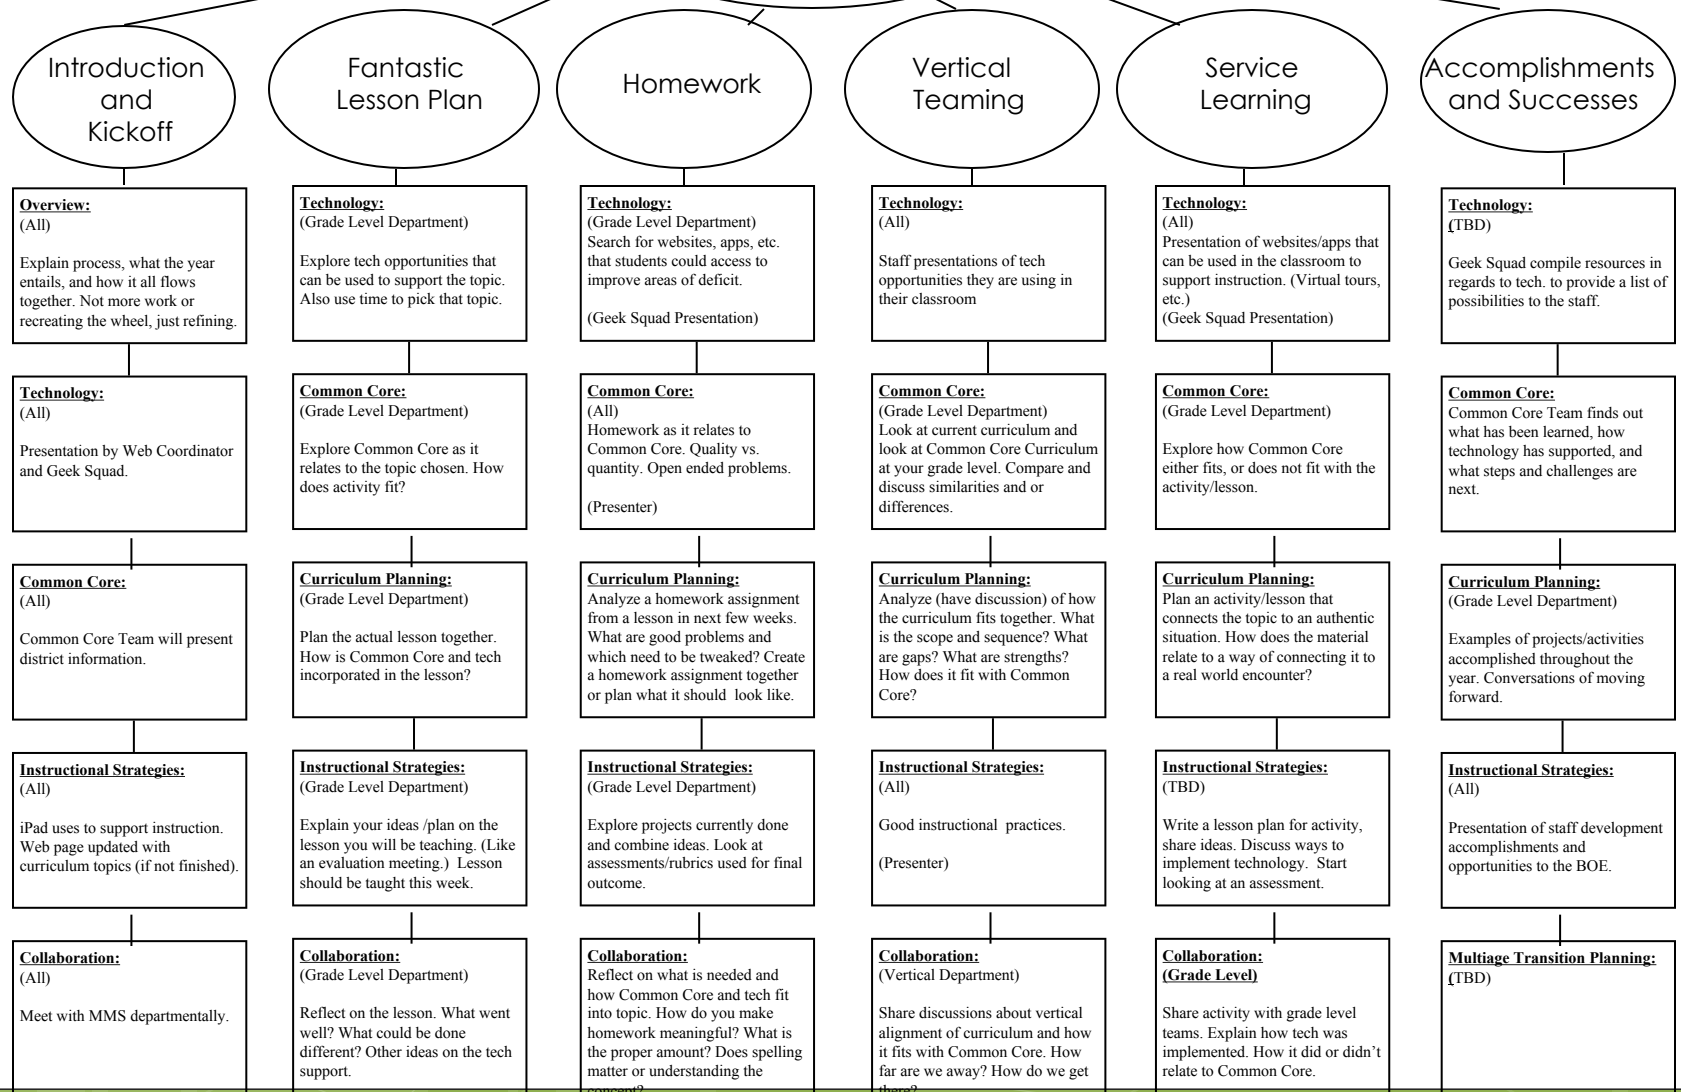 Introduction
and
Kickoff
Overview:
(All)
Explain process, what the year
entails, and how it all flows
together. Not more work or
recreating the wheel, just refining.
Technology:
(All)
Presentation by Web Coordinator
and Geek Squad.
Common Core:
(All)
Common Core Team will present
district information.
Instructional Strategies:
(All)
iPad uses to support instruction.
Web page updated with
curriculum topics (if not finished).
Collaboration:
(All)
Meet with MMS departmentally.
Fantastic
Lesson Plan
Technology:
(Grade Level Department)
Explore tech opportunities that
can be used to support the topic.
Also use time to pick that topic.
Common Core:
(Grade Level Department)
Explore Common Core as it
relates to the topic chosen. How
does activity fit?
Curriculum Planning:
(Grade Level Department)
Plan the actual lesson together.
How is Common Core and tech
incorporated in the lesson?
Instructional Strategies:
(Grade Level Department)
Explain your ideas /plan on the
lesson you will be teaching. (Like
an evaluation meeting.)  Lesson
should be taught this week.
Collaboration:
(Grade Level Department)
Reflect on the lesson. What went
well? What could be done
different? Other ideas on the tech
support.
Homework
Technology:
(Grade Level Department)
Search for websites, apps, etc.
that students could access to
improve areas of deficit.
(Geek Squad Presentation)
Common Core:
(All)
Homework as it relates to
Common Core. Quality vs.
quantity. Open ended problems.
(Presenter)
Curriculum Planning:
Analyze a homework assignment
from a lesson in next few weeks.
What are good problems and
which need to be tweaked? Create
a homework assignment together
or plan what it should  look like.
Instructional Strategies:
(Grade Level Department)
Explore projects currently done
and combine ideas. Look at
assessments/rubrics used for final
outcome.
Collaboration:
Reflect on what is needed and
how Common Core and tech fit
into topic. How do you make
homework meaningful? What is
the proper amount? Does spelling
matter or understanding the
concept?
Vertical
Teaming
Technology:
(All)
Staff presentations of tech
opportunities they are using in
their classroom
Common Core:
(Grade Level Department)
Look at current curriculum and
look at Common Core Curriculum
at your grade level. Compare and
discuss similarities and or
differences.
Curriculum Planning:
Analyze (have discussion) of how
the curriculum fits together. What
is the scope and sequence? What
are gaps? What are strengths?
How does it fit with Common
Core?
Instructional Strategies:
(All)
Good instructional  practices.
(Presenter)
Collaboration:
(Vertical Department)
Share discussions about vertical
alignment of curriculum and how
it fits with Common Core. How
far are we away? How do we get
there?
Service
Learning
Technology:
(All)
Presentation of websites/apps that
can be used in the classroom to
support instruction. (Virtual tours,
etc.)
(Geek Squad Presentation)
Common Core:
(Grade Level Department)
Explore how Common Core
either fits, or does not fit with the
activity/lesson.
Curriculum Planning:
Plan an activity/lesson that
connects the topic to an authentic
situation. How does the material
relate to a way of connecting it to
a real world encounter?
Instructional Strategies:
(TBD)
Write a lesson plan for activity,
share ideas. Discuss ways to
implement technology.  Start
looking at an assessment.
Collaboration:
(Grade Level)
Share activity with grade level
teams. Explain how tech was
implemented. How it did or didn't
relate to Common Core.
Accomplishments
and Successes
Technology:
(TBD)
Geek Squad compile resources in
regards to tech. to provide a list of
possibilities to the staff.
Common Core:
Common Core Team finds out
what has been learned, how
technology has supported, and
what steps and challenges are
next.
Curriculum Planning:
(Grade Level Department)
Examples of projects/activities
accomplished throughout the
year. Conversations of moving
forward.
Instructional Strategies:
(All)
Presentation of staff development
accomplishments and
opportunities to the BOE.
Multiage Transition Planning:
(TBD)